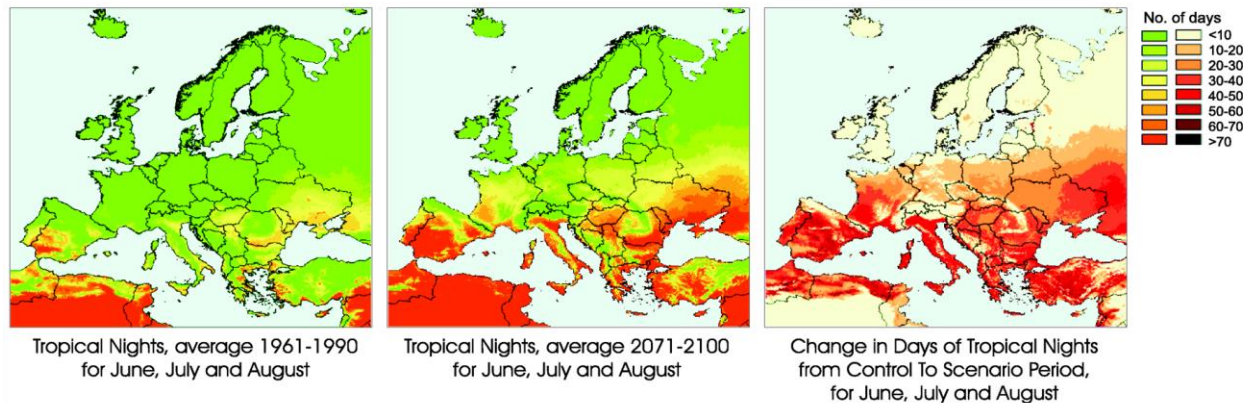 No. of days
<10
10-20
20-30
30-40
40-50
50-60
60-70
>70
Tropical Nights, average 1961-1990
for June, July and August
Tropical Nights, average 2071-2100
for June, July and August
Change in Days of Tropical Nights
from Control To Scenario Period,
for June, July and August